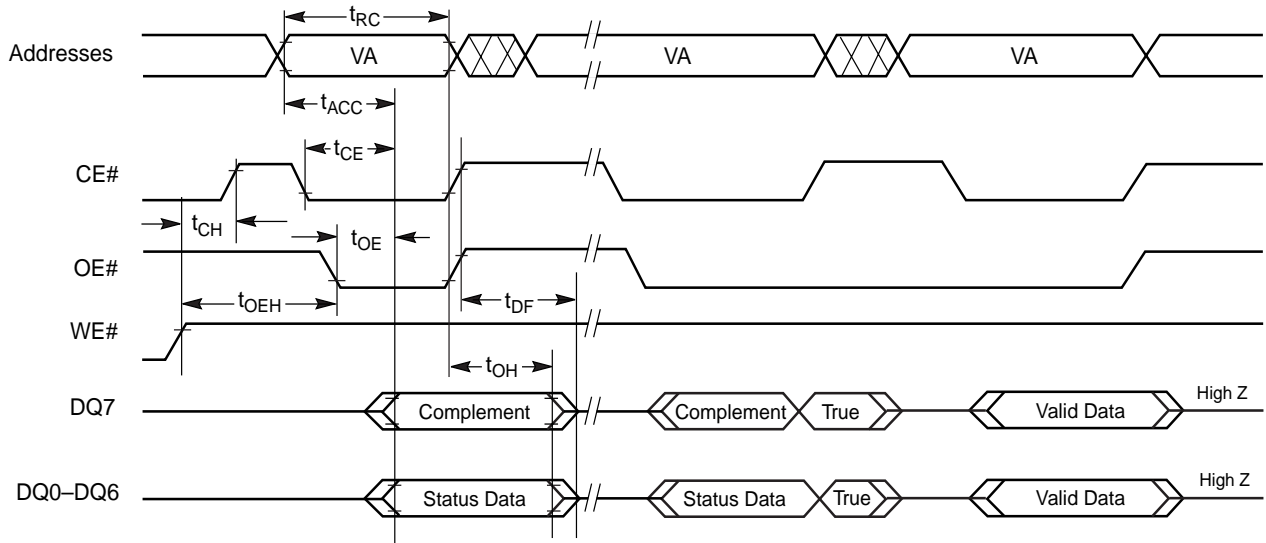 tRC
Addresses VA VA VA
tACC
tCE
CE#
tCH
tOE
OE#
tOEH tDF
WE#
tOH
DQ7 Complement Complement True Valid Data High Z
DQ0–DQ6 Status Data Status Data True Valid Data High Z